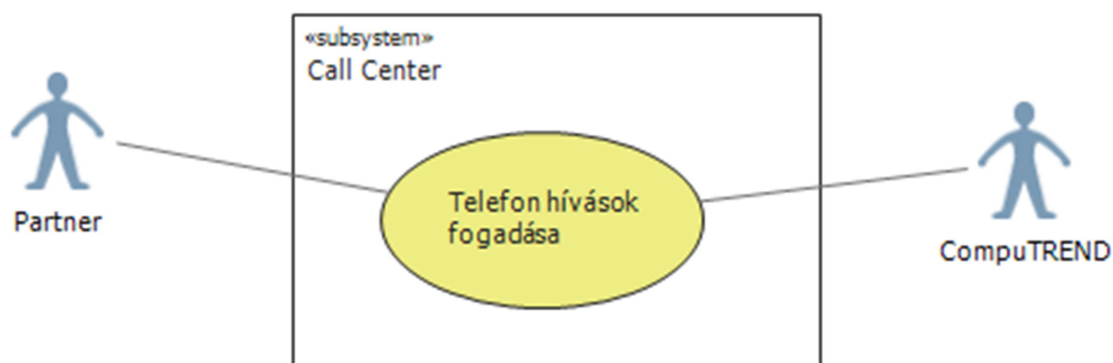 «subsystem»
Call Center
Telefon hívások
fogadása
Partner
CompuTREND